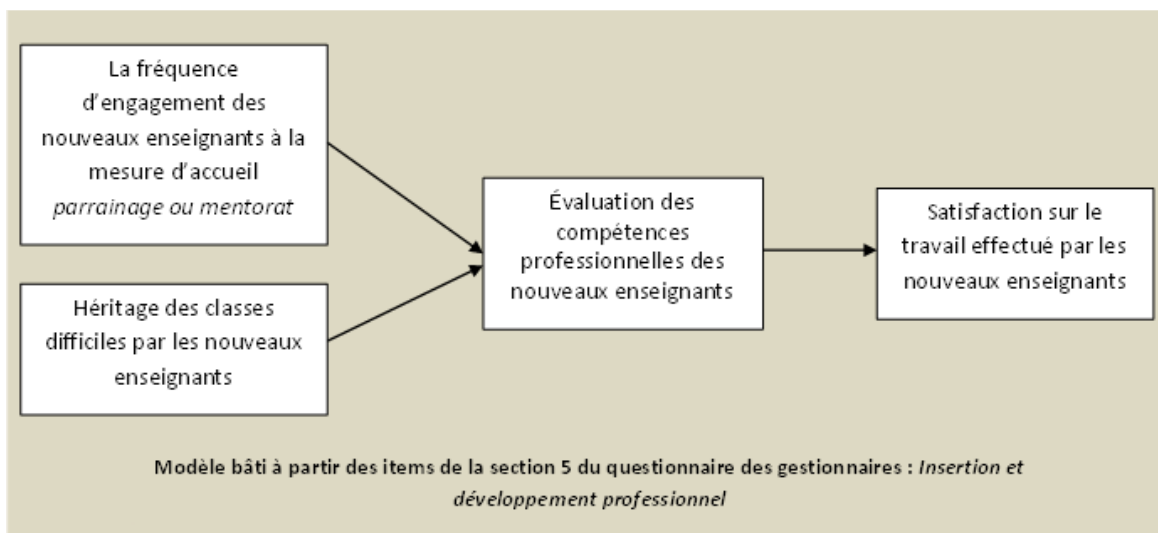 La fréquence
d'engagement des
nouveaux enseignants à la
mesure d'accueil
parrainage ou mentorat
Héritage des classes
difficiles par les nouveaux
enseignants
Évaluation des
compétences
professionnelles des
nouveaux enseignants
Satisfaction sur le
travail effectué par les
nouveaux enseignants
Modèle bâti à partir des items de la section 5 du questionnaire des gestionnaires : Insertion et
développement professionnel